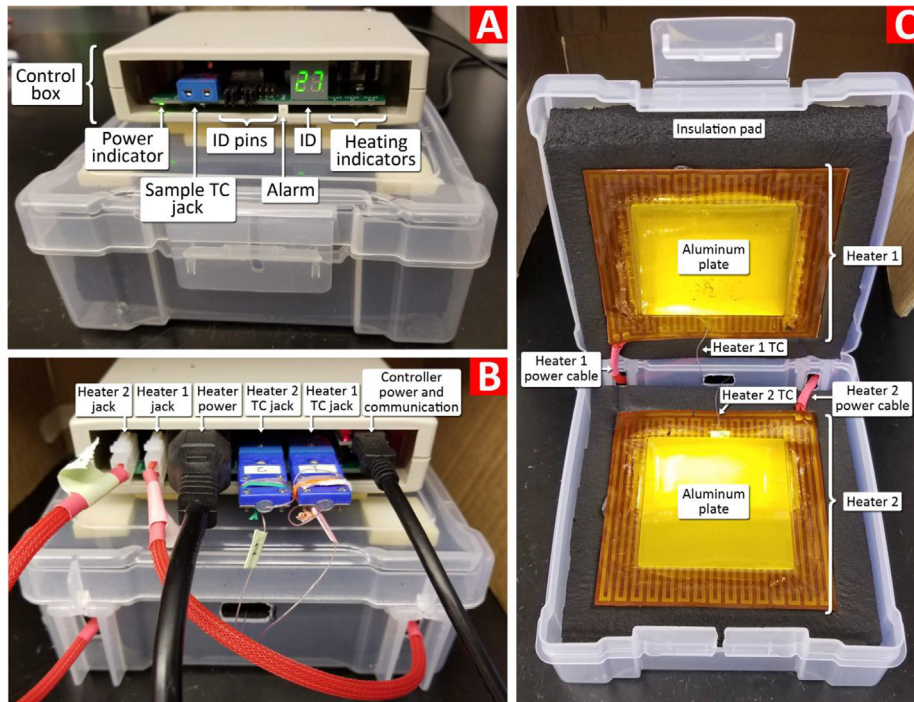 A
Control
box
27
Power
indicator
ID pins
ID
Heating
indicators
Sample TC
jack
Alarm
B
Heater 2
jack
Heater 1
jack
Heater
power
Heater 2
TC jack
Heater 1
TC jack
Controller
power and
communication
2
1
C
Insulation pad
Aluminum
plate
Heater 1
Heater 1 TC
Heater 1
power cable
Heater 2 TC
Heater 2
power cable
Aluminum
plate
Heater 2